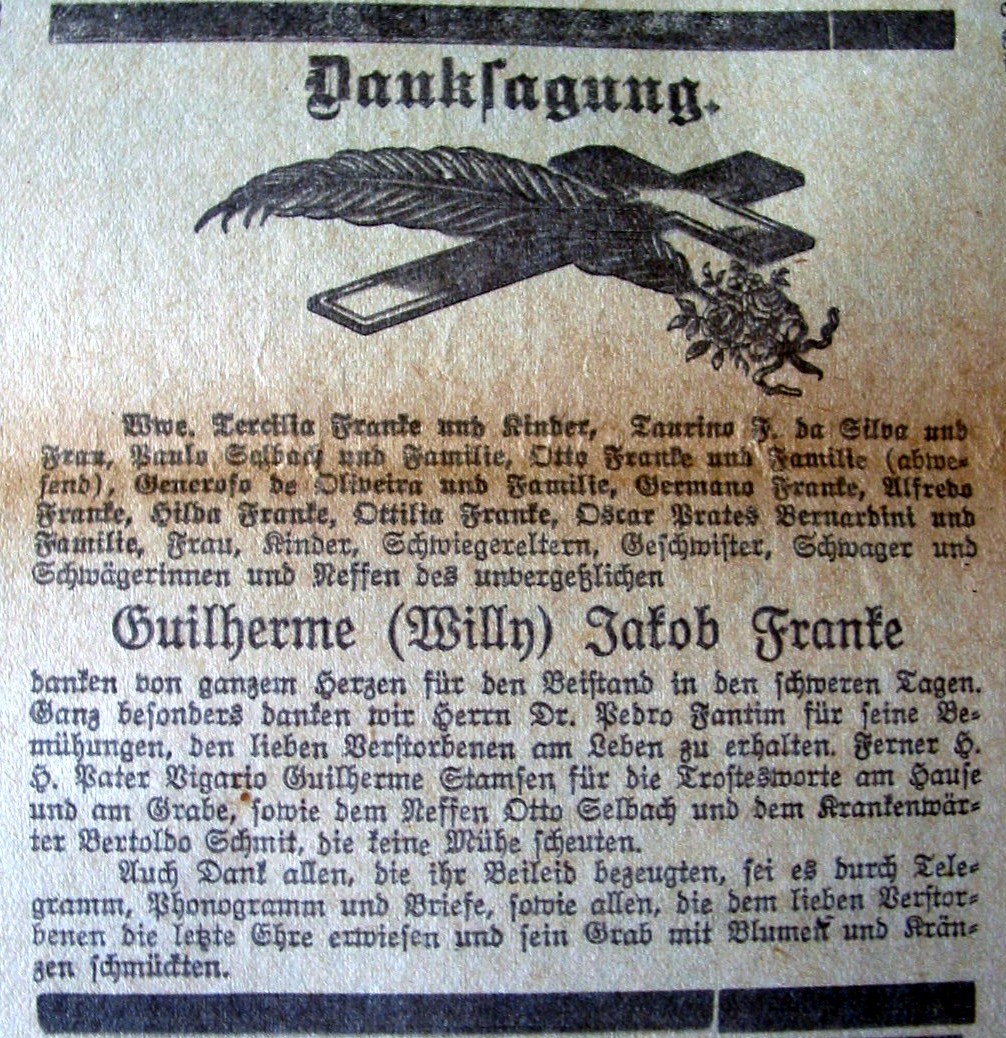 Dankſagung.
Wwe. Tercilia Franke und Kinder, Taurino F. da Silva und
Frau, Paulo Selbach und Familie, Otto Franke und Familie (abwe-
ſend), Generoſo de Oliveira und Familie, Germano Franke, Alfredo
Franke, Hilda Franke, Ottilia Franke, Oscar Prates Bernardini und
Familie, Frau, Kinder, Schwiegereltern, Geſchwiſter, Schwager und
Schwägerinnen und Neffen des unvergeßlichen
Guilherme (Willy) Jakob Franke
danken von ganzem Herzen für den Beiſtand in den ſchweren Tagen.
Ganz beſonders danken wir Herrn Dr. Pedro Fantim für ſeine Be-
mühungen, den lieben Verſtorbenen am Leben zu erhalten. Ferner H.
H. Pater Vigario Guilherme Stamſen für die Troſtesworte am Hauſe
und am Grabe, ſowie dem Neffen Otto Selbach und dem Krankenwär-
ter Bertoldo Schmit, die keine Mühe ſcheuten.
Auch Dank allen, die ihr Beileid bezeugten, ſei es durch Tele-
gramm, Phonogramm und Briefe, ſowie allen, die dem lieben Verſtor-
benen die letzte Ehre erwieſen und ſein Grab mit Blumen und Krän-
zen ſchmückten.